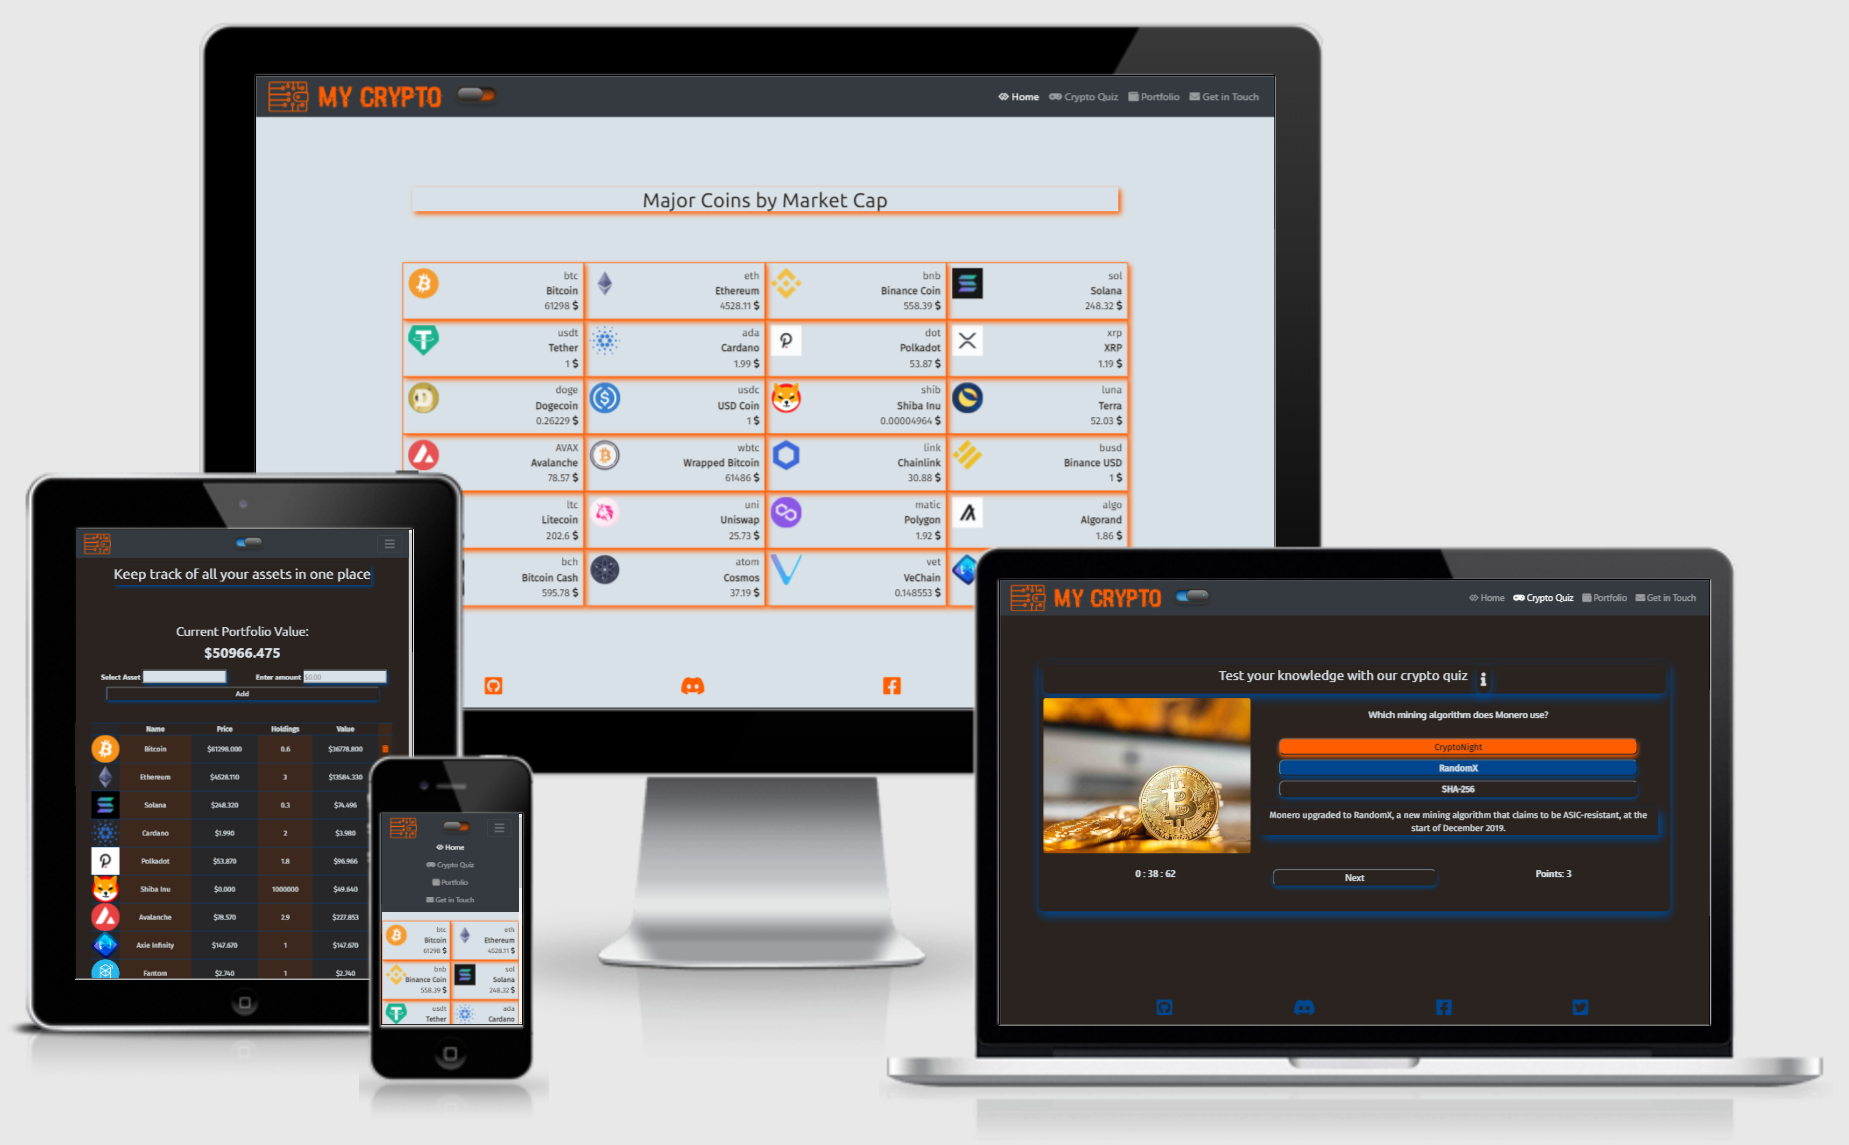 MY CRYPTO
Home Crypto Quiz Portfolio Get in Touch
Major Coins by Market Cap
btc
Bitcoin
61298 $
eth
Ethereum
4528.11 $
bnb
Binance Coin
558.39 $
sol
Solana
248.32 $
usdt
Tether
1 $
ada
Cardano
1.99 $
dot
Polkadot
53.87 $
xrp
XRP
1.19 $
doge
Dogecoin
0.26229 $
usdc
USD Coin
1 $
shib
Shiba Inu
0.00004964 $
luna
Terra
52.03 $
AVAX
Avalanche
78.57 $
wbtc
Wrapped Bitcoin
61486 $
link
Chainlink
30.88 $
busd
Binance USD
1 $
ltc
Litecoin
202.6 $
uni
Uniswap
25.73 $
matic
Polygon
1.92 $
algo
Algorand
1.86 $
bch
Bitcoin Cash
595.78 $
atom
Cosmos
37.19 $
vet
VeChain
0.148553 $
Keep track of all your assets in one place
Current Portfolio Value:
$50966.475
Select Asset Enter amount $0.00
Add
Name Price Holdings Value
Bitcoin $61298.000 0.6 $36778.800
Ethereum $4528.110 3 $13584.330
Solana $248.320 0.3 $74.496
Cardano $1.990 2 $3.980
Polkadot $53.870 1.8 $96.966
Shiba Inu $0.000 1000000 $49.640
Avalanche $78.570 2.9 $227.853
Axie Infinity $147.670 1 $147.670
Fantom $2.740 1 $2.740
Home
Crypto Quiz
Portfolio
Get in Touch
btc
Bitcoin
61298 $
eth
Ethereum
4528.11 $
bnb
Binance Coin
558.39 $
sol
Solana
248.32 $
usdt
Tether
ada
Cardano
MY CRYPTO
Home Crypto Quiz Portfolio Get in Touch
Test your knowledge with our crypto quiz
Which mining algorithm does Monero use?
CryptoNight
RandomX
SHA-256
Monero upgraded to RandomX, a new mining algorithm that claims to be ASIC-resistant, at the
start of December 2019.
0 : 38 : 62
Next
Points: 3